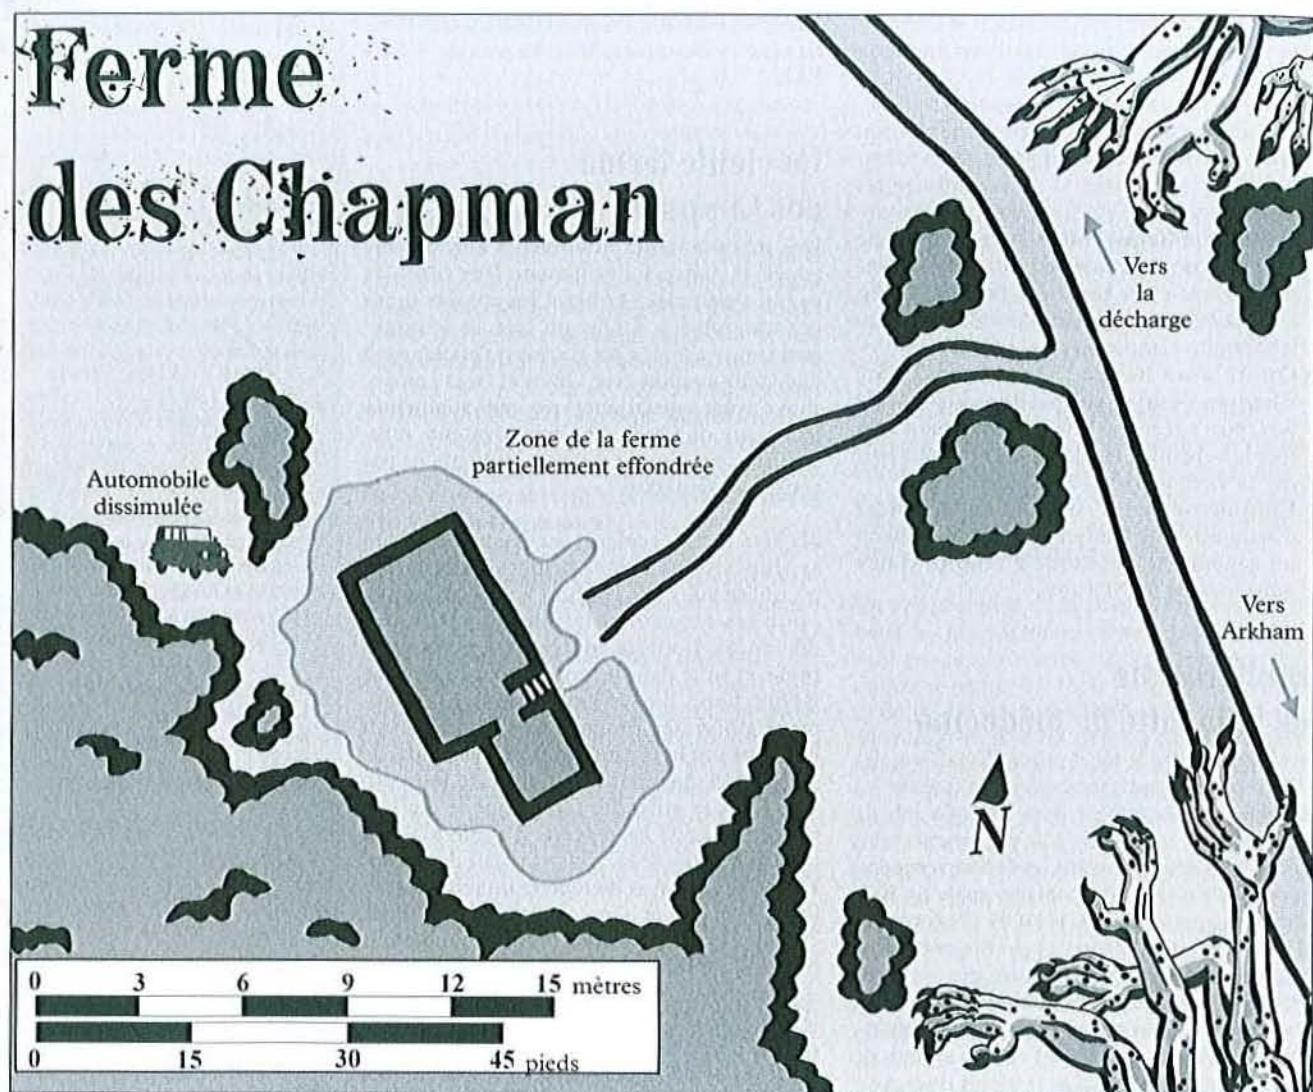 Ferme
des Chapman
Vers
la
décharge
Zone de la ferme
partiellement effondrée
Automobile
dissimulée
Vers
Arkham
N
0 3 6 9 12 15 mètres
0 15 30 45 pieds